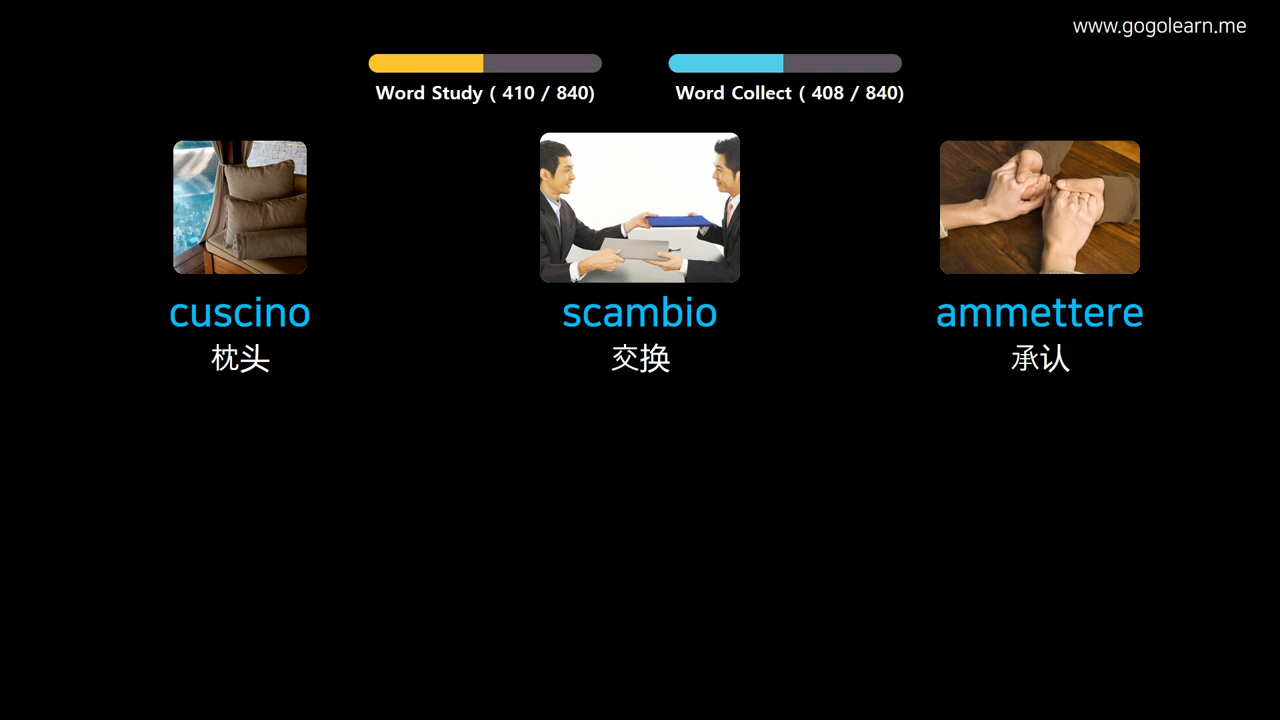 www.gogolearn.me
Word Study ( 410 / 840)
Word Collect ( 408 / 840)
cuscino
scambio
ammettere
枕头
交换
承认